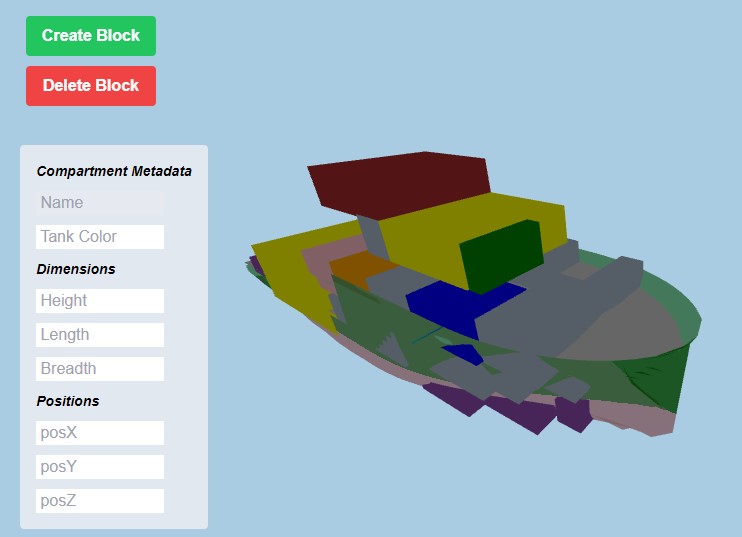 Create Block
Delete Block
Compartment Metadata
Name
Tank Color
Dimensions
Height
Length
Breadth
Positions
posX
posY
posZ